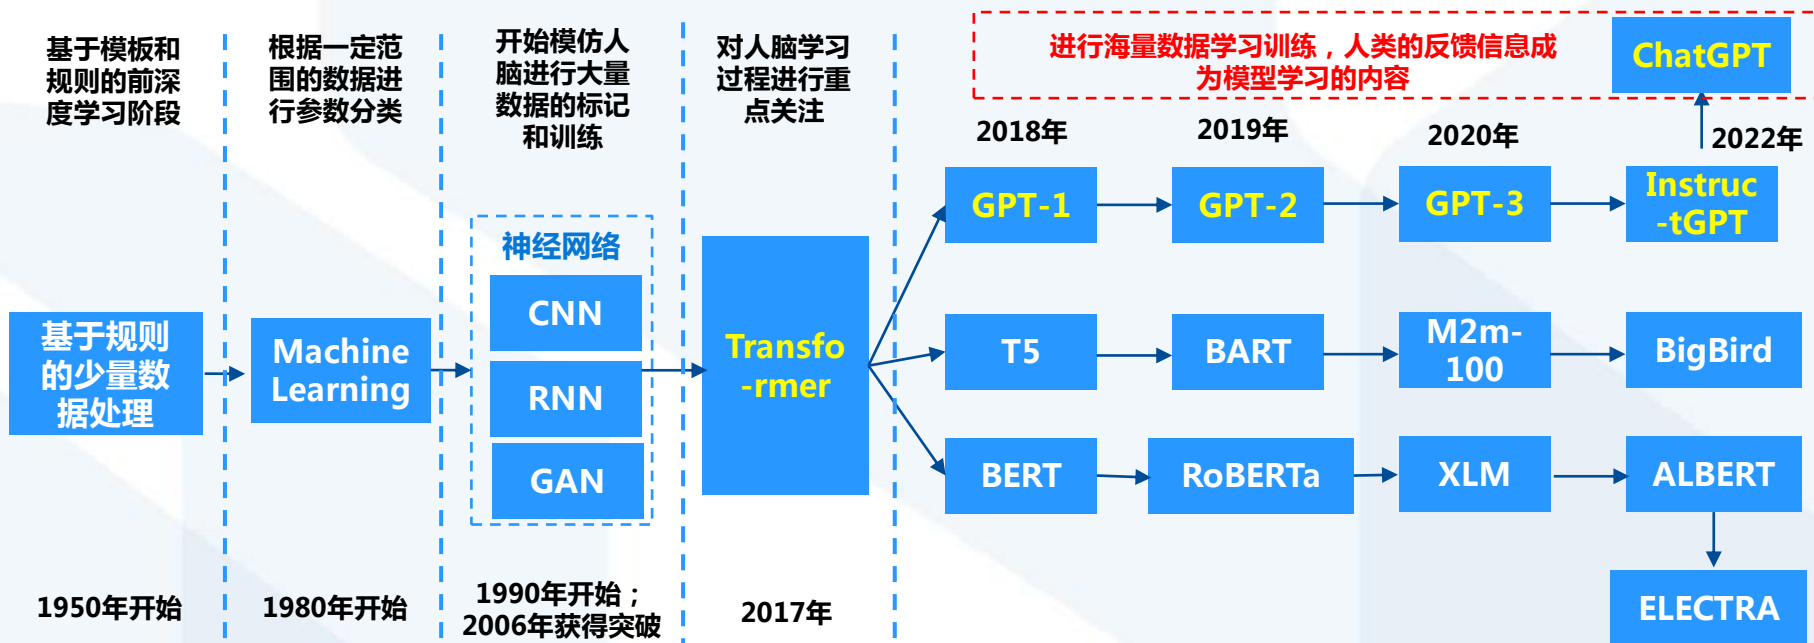 基于模板和
规则的前深
度学习阶段
根据一定范
围的数据进
行参数分类
开始模仿人
脑进行大量
数据的标记
和训练
对人脑学习
过程进行重
点关注
进行海量数据学习训练，人类的反馈信息成
为模型学习的内容
ChatGPT
2018年
2019年
2020年
2022年
GPT-1
GPT-2
GPT-3
Instruc
-tGPT
神经网络
CNN
RNN
GAN
基于规则
的少量数
据处理
Machine
Learning
Transfo
-rmer
T5
BART
M2m-
100
BigBird
BERT
RoBERTa
XLM
ALBERT
ELECTRA
1950年开始
1980年开始
1990年开始；
2006年获得突破
2017年